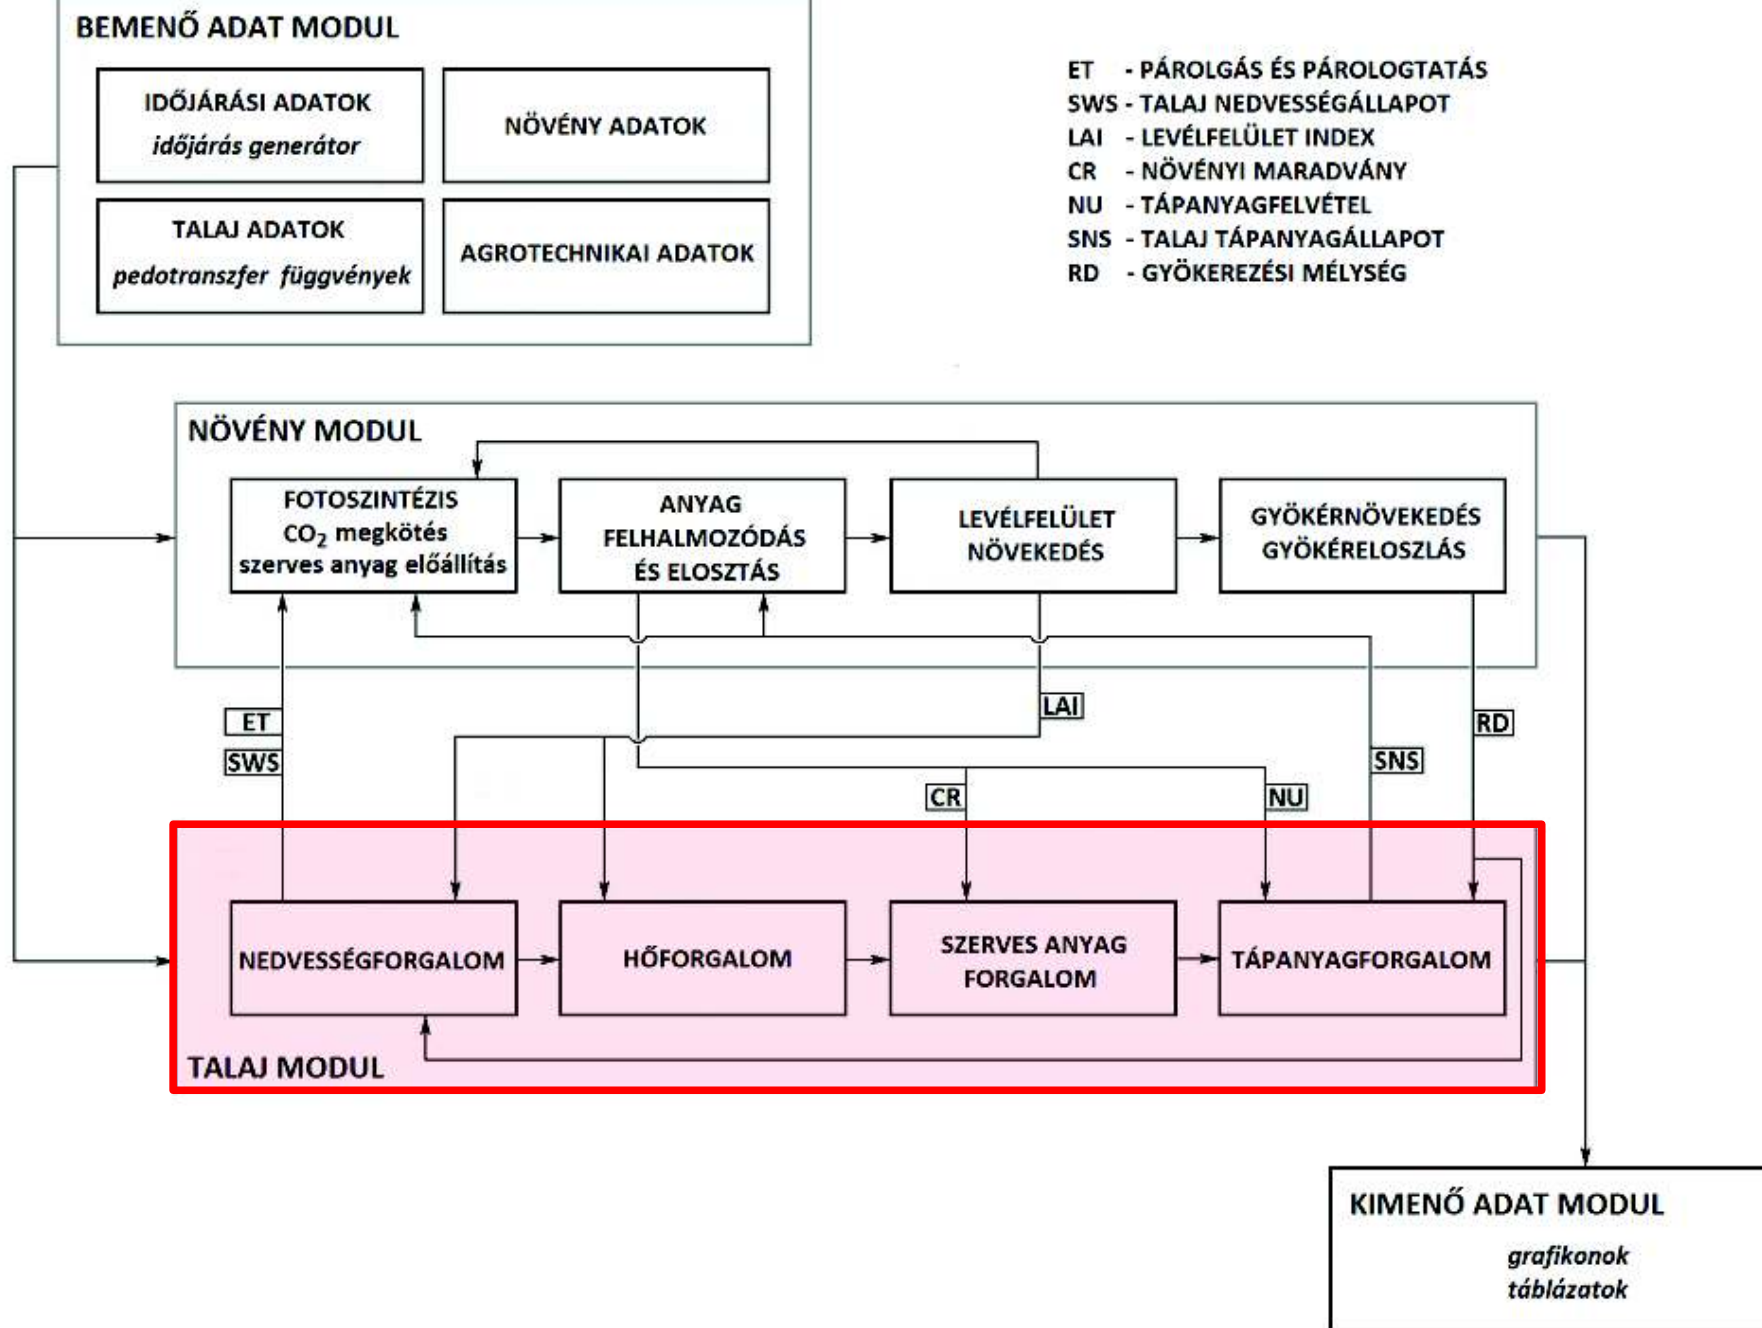 BEMENŐ ADAT MODUL
IDŐJÁRÁSI ADATOK
időjárás generátor
NÖVÉNY ADATOK
TALAJ ADATOK
pedotranszfer függvények
AGROTECHNIKAI ADATOK
ET - PÁROLGÁS ÉS PÁROLOGTATÁS
SWS - TALAJ NEDVESSÉGÁLLAPOT
LAI - LEVÉLFELÜLET INDEX
CR - NÖVÉNYI MARADVÁNY
NU - TÁPANYAGFELVÉTEL
SNS - TALAJ TÁPANYAGÁLLAPOT
RD - GYÖKEREZÉSI MÉLYSÉG
NÖVÉNY MODUL
FOTOSZINTÉZIS
CO₂ megkötés
szerves anyag előállítás
ANYAG
FELHALMOZÓDÁS
ÉS ELOSZTÁS
LEVÉLFELÜLET
NÖVEKEDÉS
GYÖKÉRNÖVEKEDÉS
GYÖKÉRELOSZLÁS
ET
SWS
LAI
CR
NU
SNS
RD
NEDVESSÉGFORGALOM
HŐFORGALOM
SZERVES ANYAG
FORGALOM
TÁPANYAGFORGALOM
TALAJ MODUL
KIMENŐ ADAT MODUL
grafikonok
táblázatok